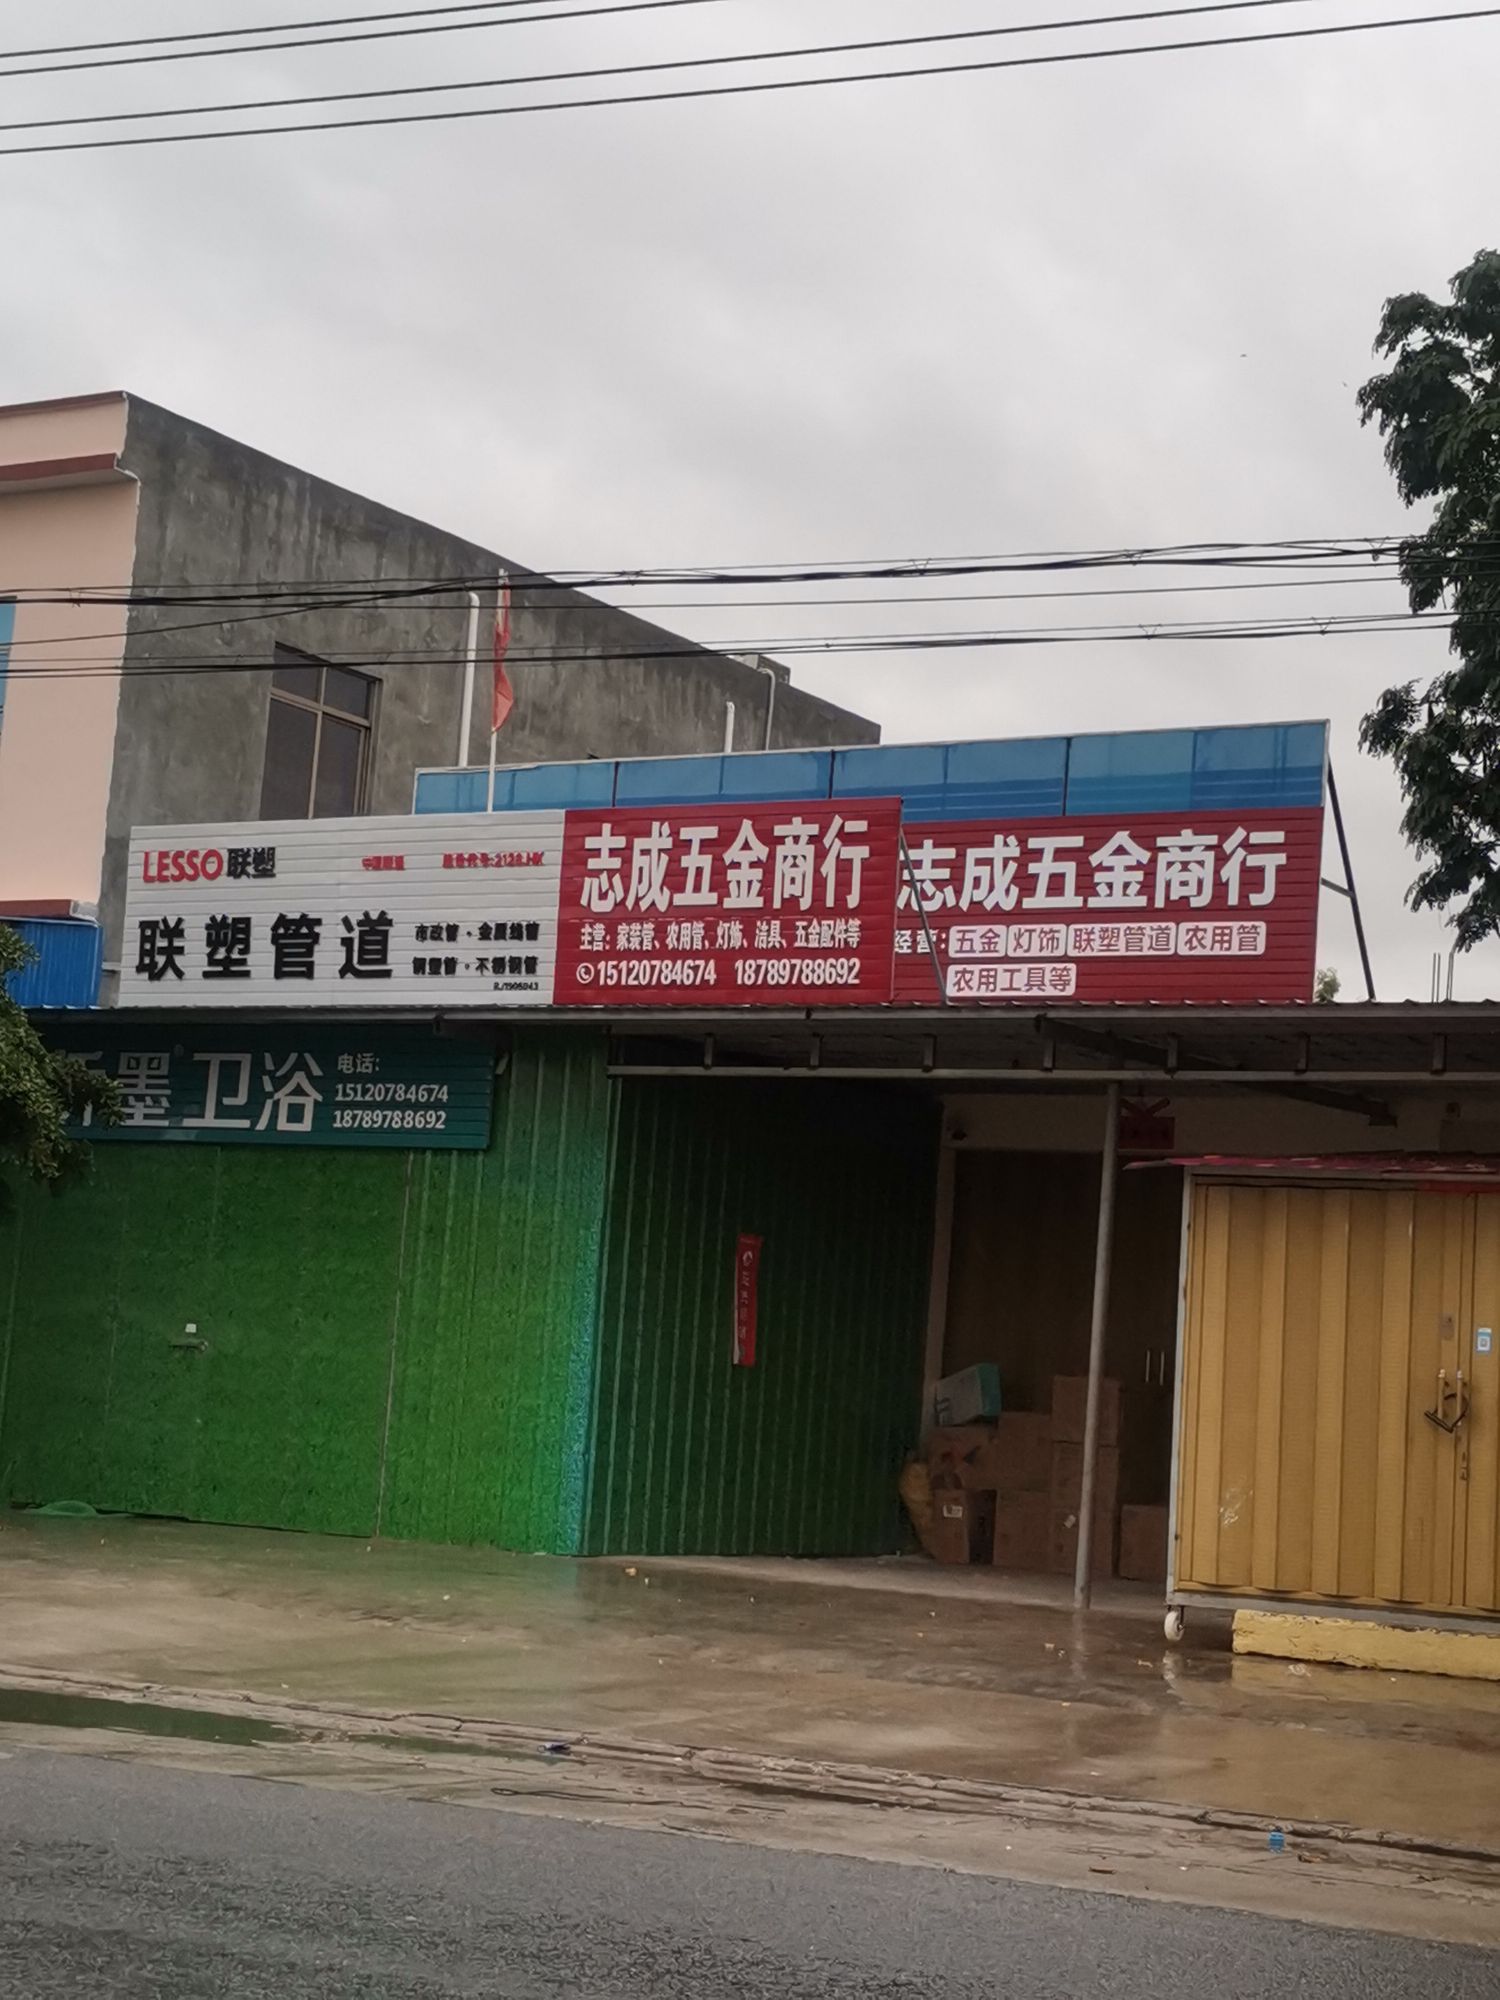 LESSO联塑
股份代号:2128.HK
联塑管道
市政管·金属线管
钢塑管·不锈钢管
志成五金商行
主营：家装管、农用管、灯饰、洁具、五金配件等
15120784674 18789788692
志成五金商行
经营：五金 灯饰 联塑管道 农用管
农用工具等
墨卫浴
电话:
15120784674
18789788692